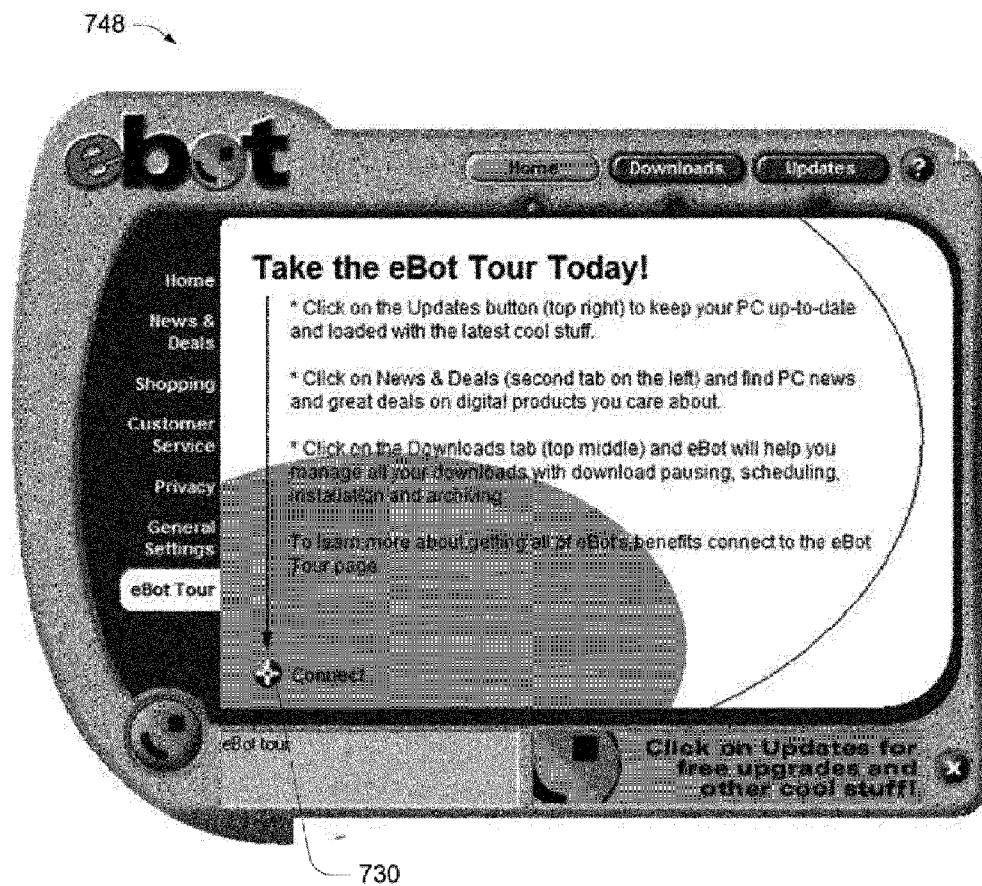 748
ebot
Home
Downloads
Updates
?
Home
News &
Deals
Shopping
Customer
Service
Privacy
General
Settings
eBot Tour
Take the eBot Tour Today!
* Click on the Updates button (top right) to keep your PC up-to-date
and loaded with the latest cool stuff.
* Click on News & Deals (second tab on the left) and find PC news
and great deals on digital products you care about.
* Click on the Downloads tab (top middle) and eBot will help you
manage all your downloads with download pausing, scheduling,
installation and archiving.
To learn more about getting all of eBot's benefits connect to the eBot
Tour page.
Connect
eBot tour
Click on Updates for
free upgrades and
other cool stuff!
730